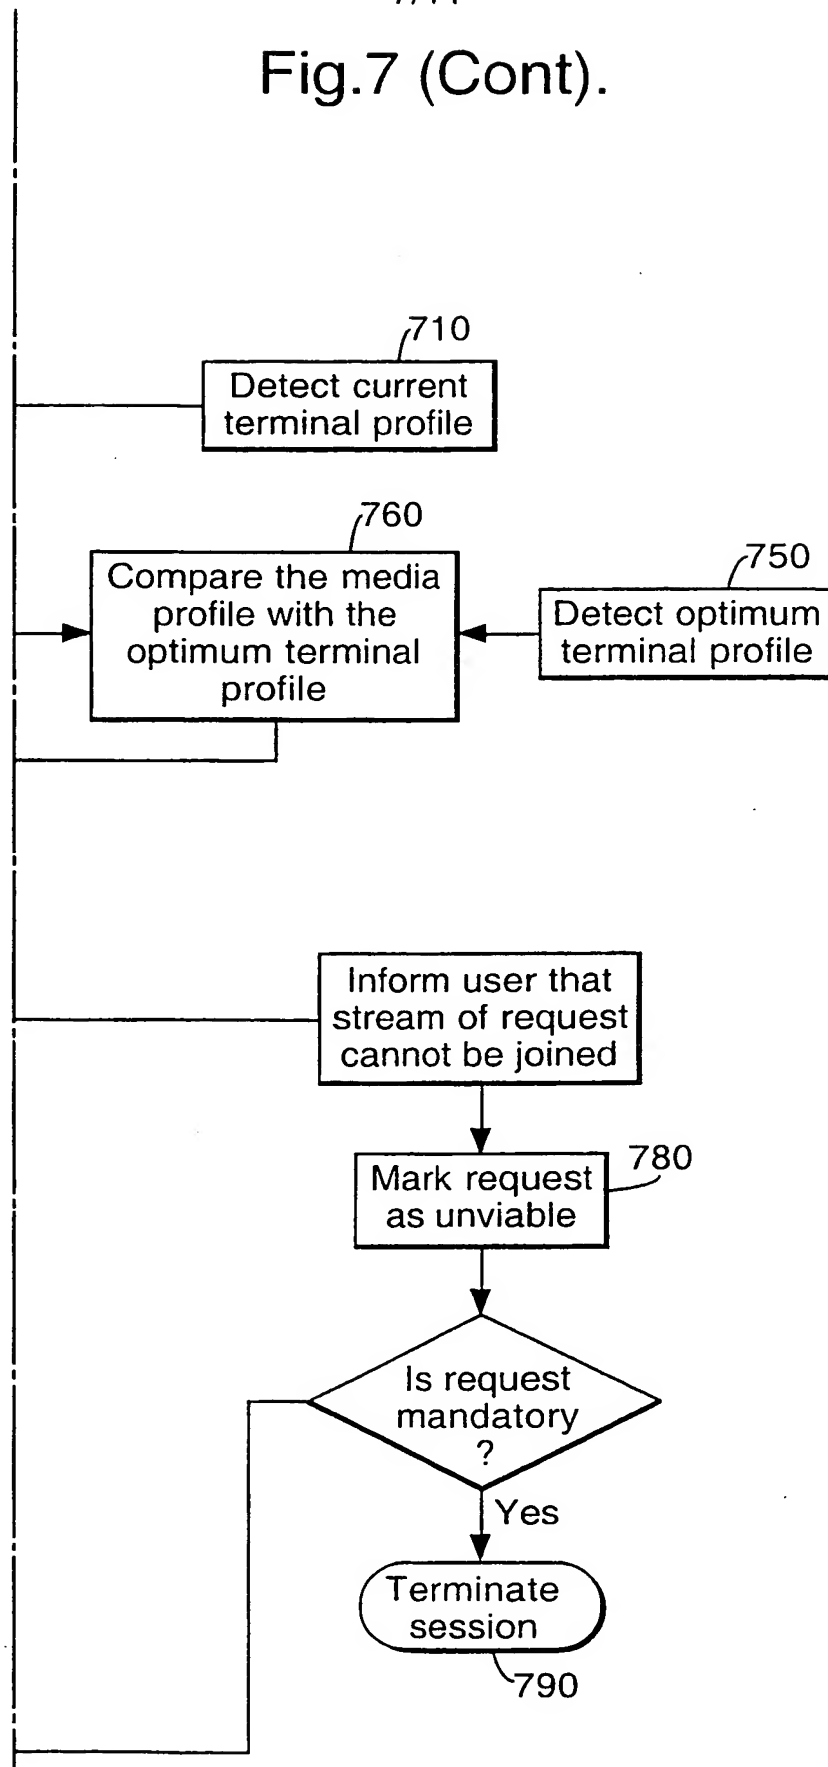 Fig.7 (Cont).
710
Detect current
terminal profile
760
Compare the media
profile with the
optimum terminal
profile
750
Detect optimum
terminal profile
Inform user that
stream of request
cannot be joined
Mark request
as unviable
780
Is request
mandatory
?
Yes
Terminate
session
790